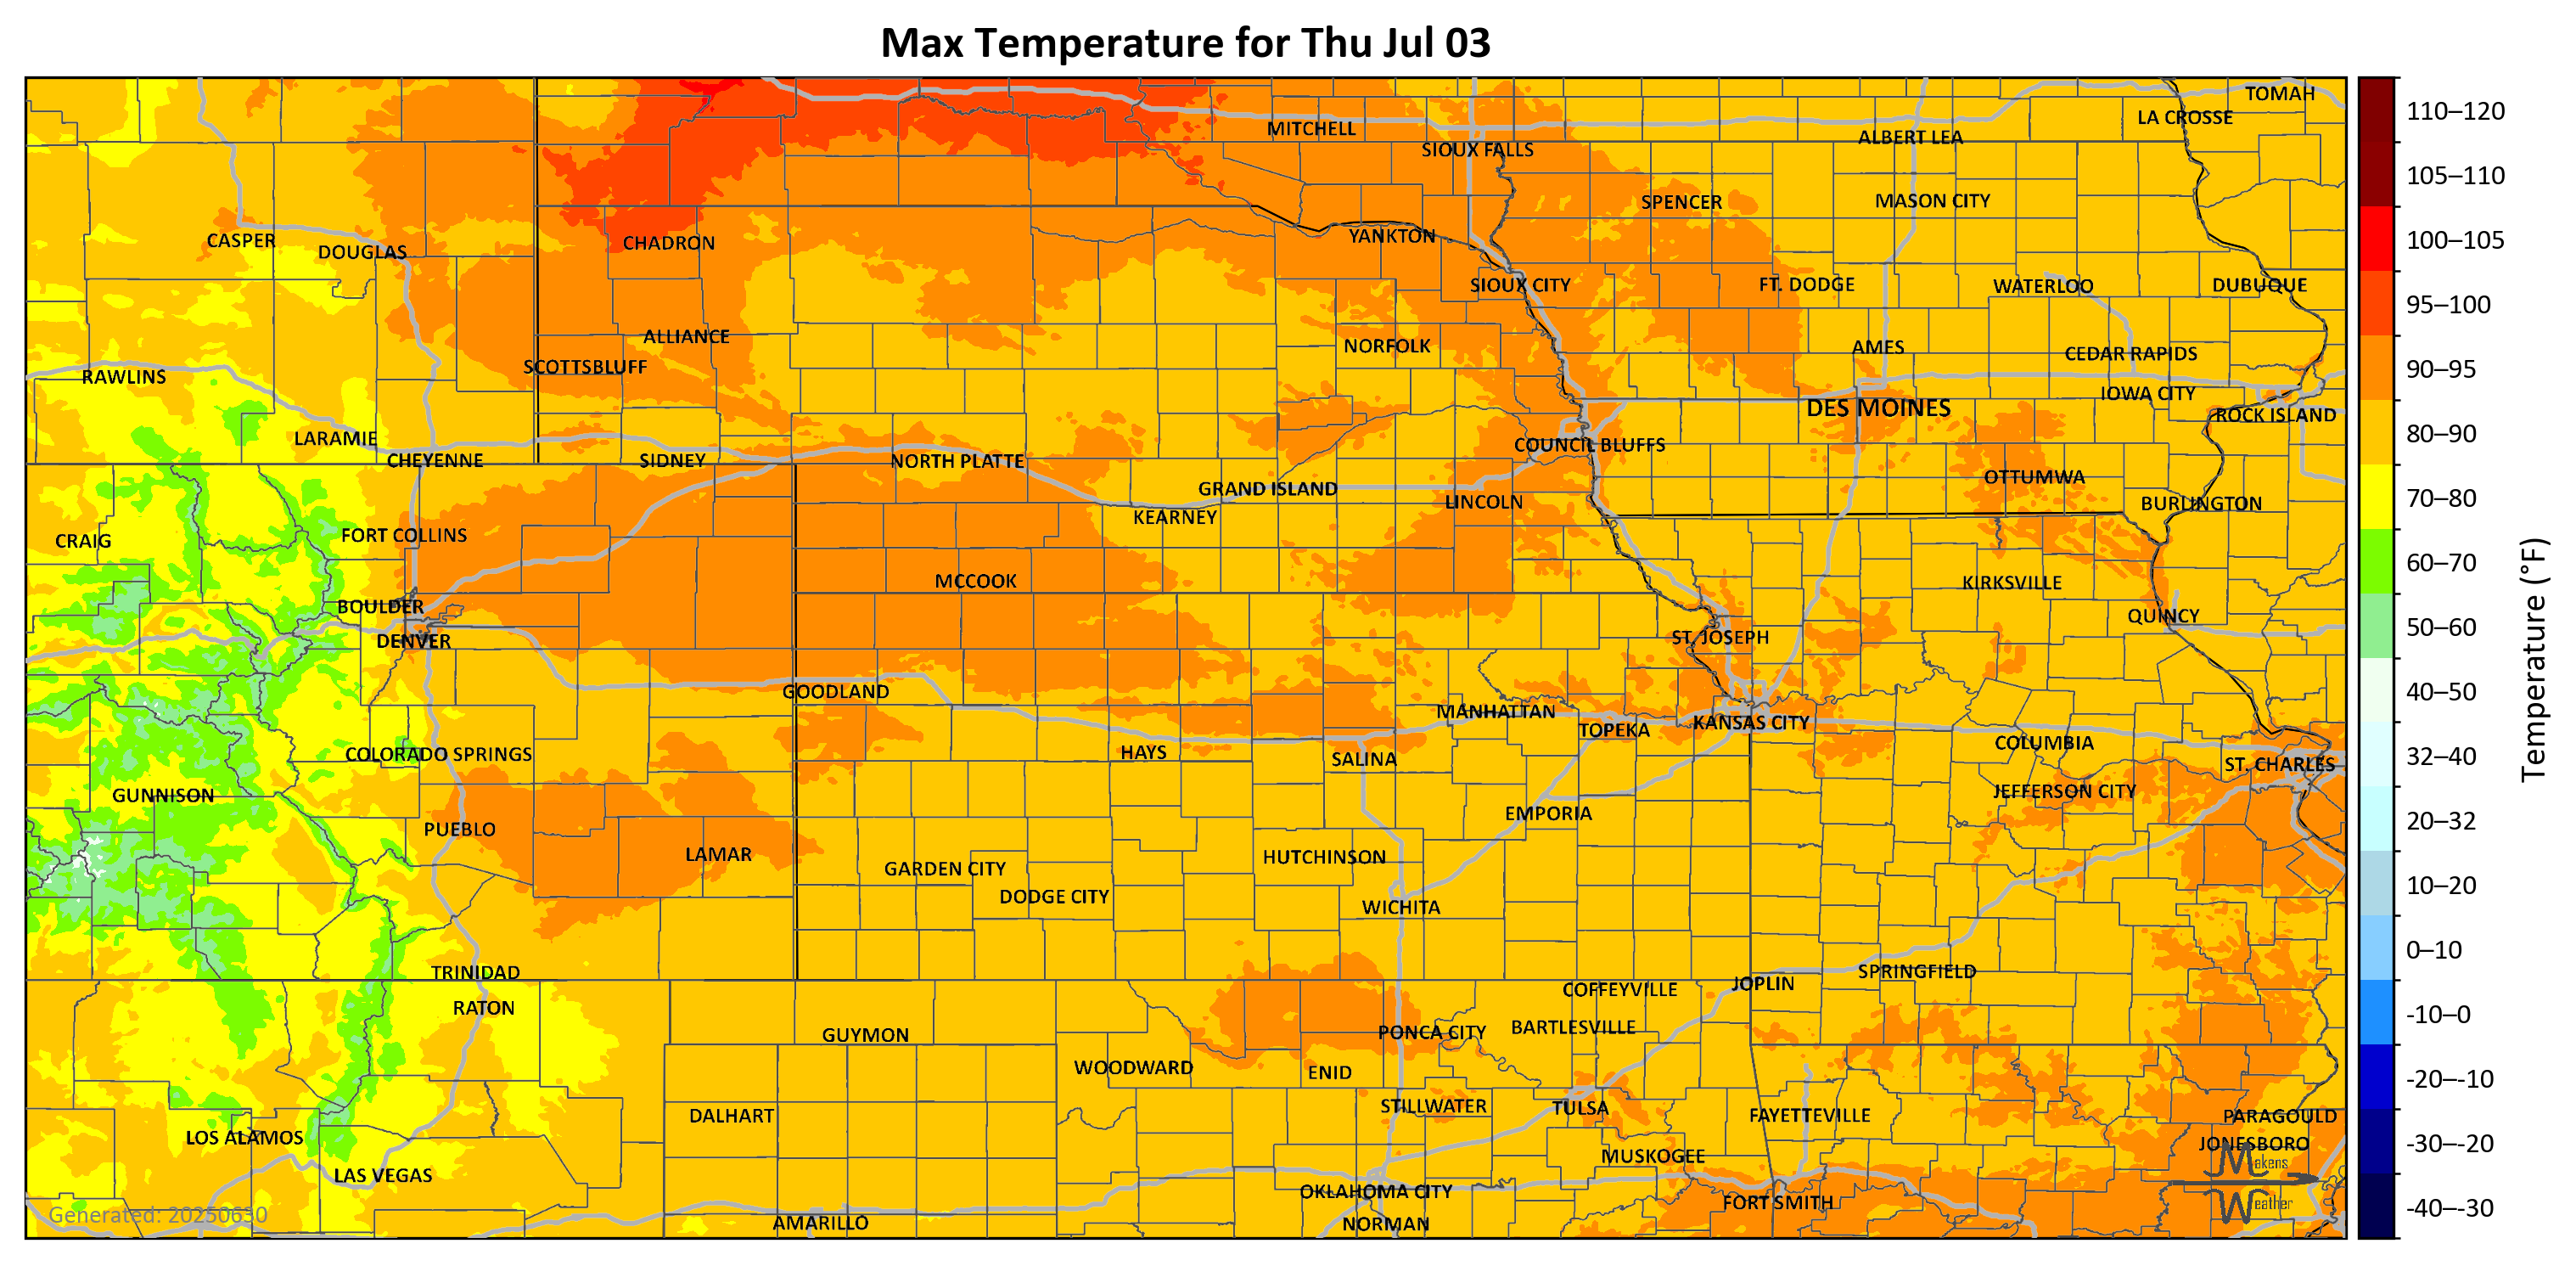 Max Temperature for Thu Jul 03
TOMAH
LA CROSSE
MITCHELL
ALBERT LEA
SIOUX FALLS
SPENCER
MASON CITY
YANKTON
CASPER
CHADRON
DOUGLAS
SIOUX CITY
FT. DODGE
WATERLOO
DUBUQUE
ALLIANCE
NORFOLK
AMES
CEDAR RAPIDS
SCOTTSBLUFF
RAWLINS
IOWA CITY
DES MOINES
ROCK ISLAND
LARAMIE
COUNCIL BLUFFS
CHEYENNE
SIDNEY
NORTH PLATTE
OTTUMWA
GRAND ISLAND
LINCOLN
BURLINGTON
KEARNEY
FORT COLLINS
CRAIG
MCCOOK
KIRKSVILLE
BOULDER
QUINCY
DENVER
ST. JOSEPH
GOODLAND
MANHATTAN
KANSAS CITY
TOPEKA
COLUMBIA
COLORADO SPRINGS
HAYS
SALINA
ST. CHARLES
JEFFERSON CITY
GUNNISON
EMPORIA
PUEBLO
LAMAR
HUTCHINSON
GARDEN CITY
DODGE CITY
WICHITA
TRINIDAD
SPRINGFIELD
JOPLIN
COFFEYVILLE
RATON
BARTLESVILLE
PONCA CITY
GUYMON
WOODWARD
ENID
STILLWATER
TULSA
DALHART
FAYETTEVILLE
PARAGOULD
LOS ALAMOS
JONESBORO
MUSKOGEE
LAS VEGAS
OKLAHOMA CITY
FORT SMITH
AMARILLO
NORMAN
Makens
Weather
Generated: 20250630
110–120
105–110
100–105
95–100
90–95
80–90
70–80
60–70
50–60
40–50
32–40
20–32
10–20
0–10
-10–0
-20–-10
-30–-20
-40–-30
Temperature (°F)